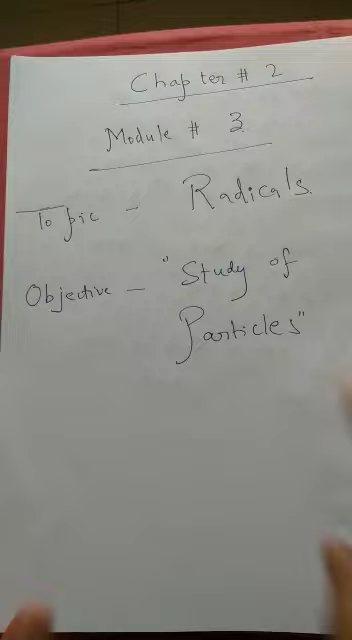 Chapter # 2
Module # 3
Topic - Radicals.
Objective - "Study of
Particles"